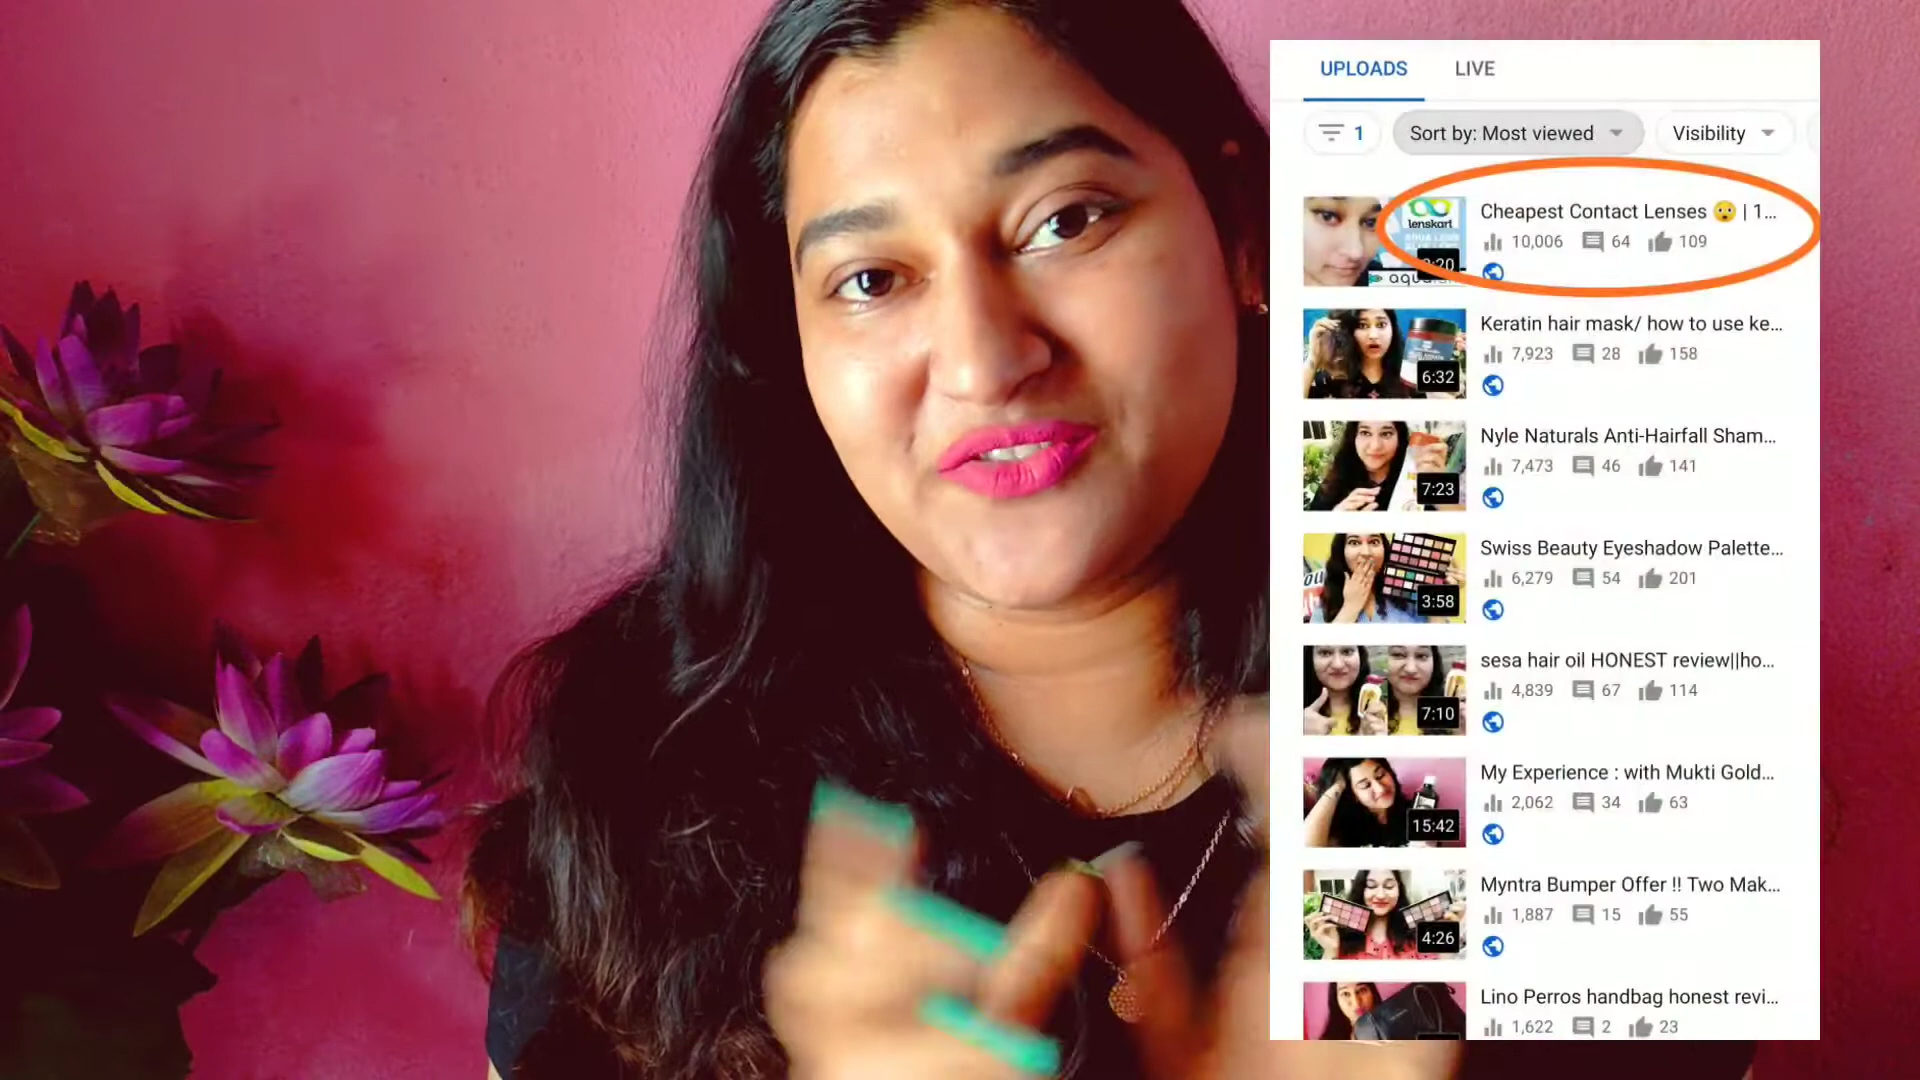 UPLOADS LIVE
1 Sort by: Most viewed Visibility
lenskart
Cheapest Contact Lenses 😮 | 1...
10,006 64 109
Keratin hair mask/ how to use ke...
7,923 28 158
6:32
Nyle Naturals Anti-Hairfall Sham...
7,473 46 141
7:23
Swiss Beauty Eyeshadow Palette...
6,279 54 201
3:58
sesa hair oil HONEST review||ho...
4,839 67 114
7:10
My Experience : with Mukti Gold...
2,062 34 63
15:42
Myntra Bumper Offer !! Two Mak...
1,887 15 55
4:26
Lino Perros handbag honest revi...
1,622 2 23